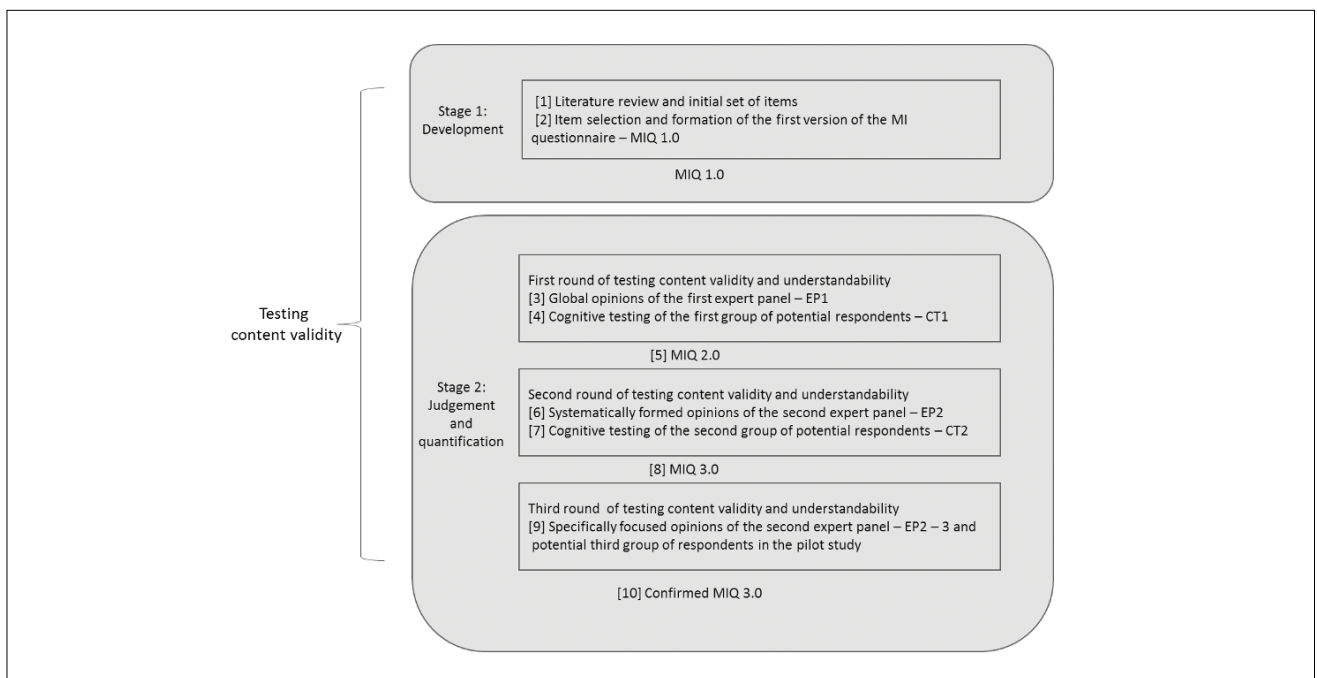 Testing
content validity
Stage 1:
Development
[1] Literature review and initial set of items
[2] Item selection and formation of the first version of the MI
questionnaire – MIQ 1.0
MIQ 1.0
Stage 2:
Judgement
and
quantification
First round of testing content validity and understandability
[3] Global opinions of the first expert panel – EP1
[4] Cognitive testing of the first group of potential respondents – CT1
[5] MIQ 2.0
Second round of testing content validity and understandability
[6] Systematically formed opinions of the second expert panel – EP2
[7] Cognitive testing of the second group of potential respondents – CT2
[8] MIQ 3.0
Third round of testing content validity and understandability
[9] Specifically focused opinions of the second expert panel – EP2 – 3 and
potential third group of respondents in the pilot study
[10] Confirmed MIQ 3.0